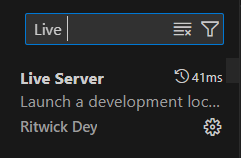 Live
Live Server 41ms
Launch a development loc...
Ritwick Dey